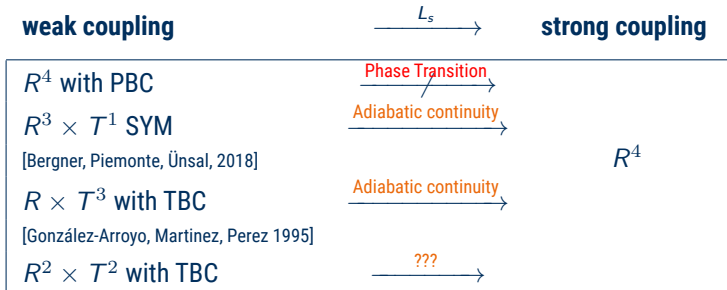 weak coupling L_s strong coupling
R^4 with PBC Phase Transition
R^3 × T^1 SYM Adiabatic continuity
[Bergner, Piemonte, Ünsal, 2018] R^4
R × T^3 with TBC Adiabatic continuity
[González-Arroyo, Martinez, Perez 1995]
R^2 × T^2 with TBC ???